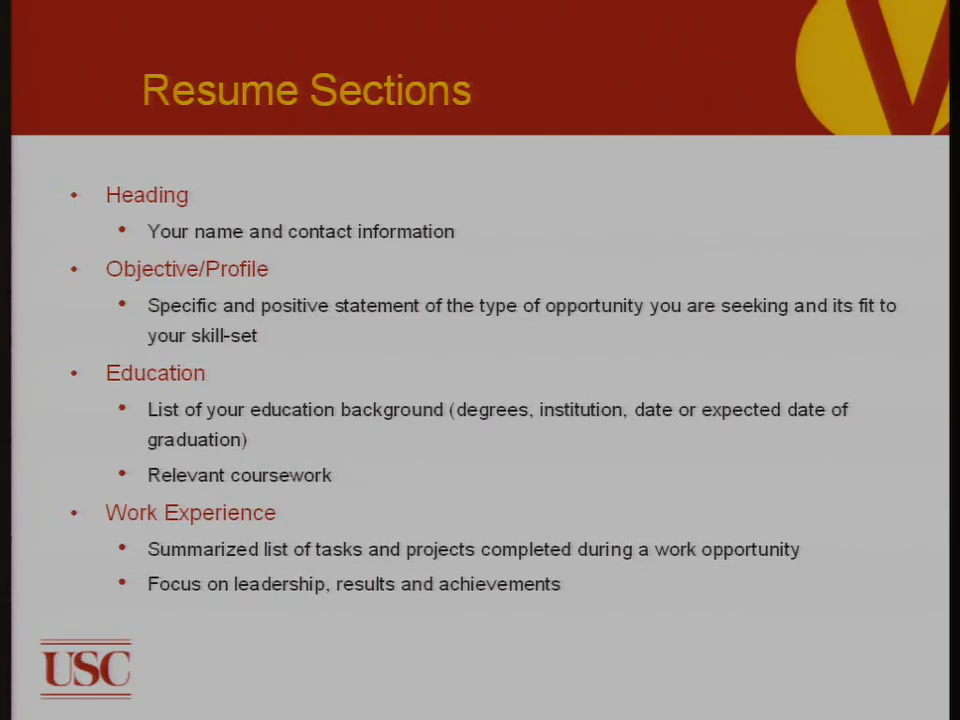 Resume Sections
• Heading
• Your name and contact information
• Objective/Profile
• Specific and positive statement of the type of opportunity you are seeking and its fit to
your skill-set
• Education
• List of your education background (degrees, institution, date or expected date of
graduation)
• Relevant coursework
• Work Experience
• Summarized list of tasks and projects completed during a work opportunity
• Focus on leadership, results and achievements
USC